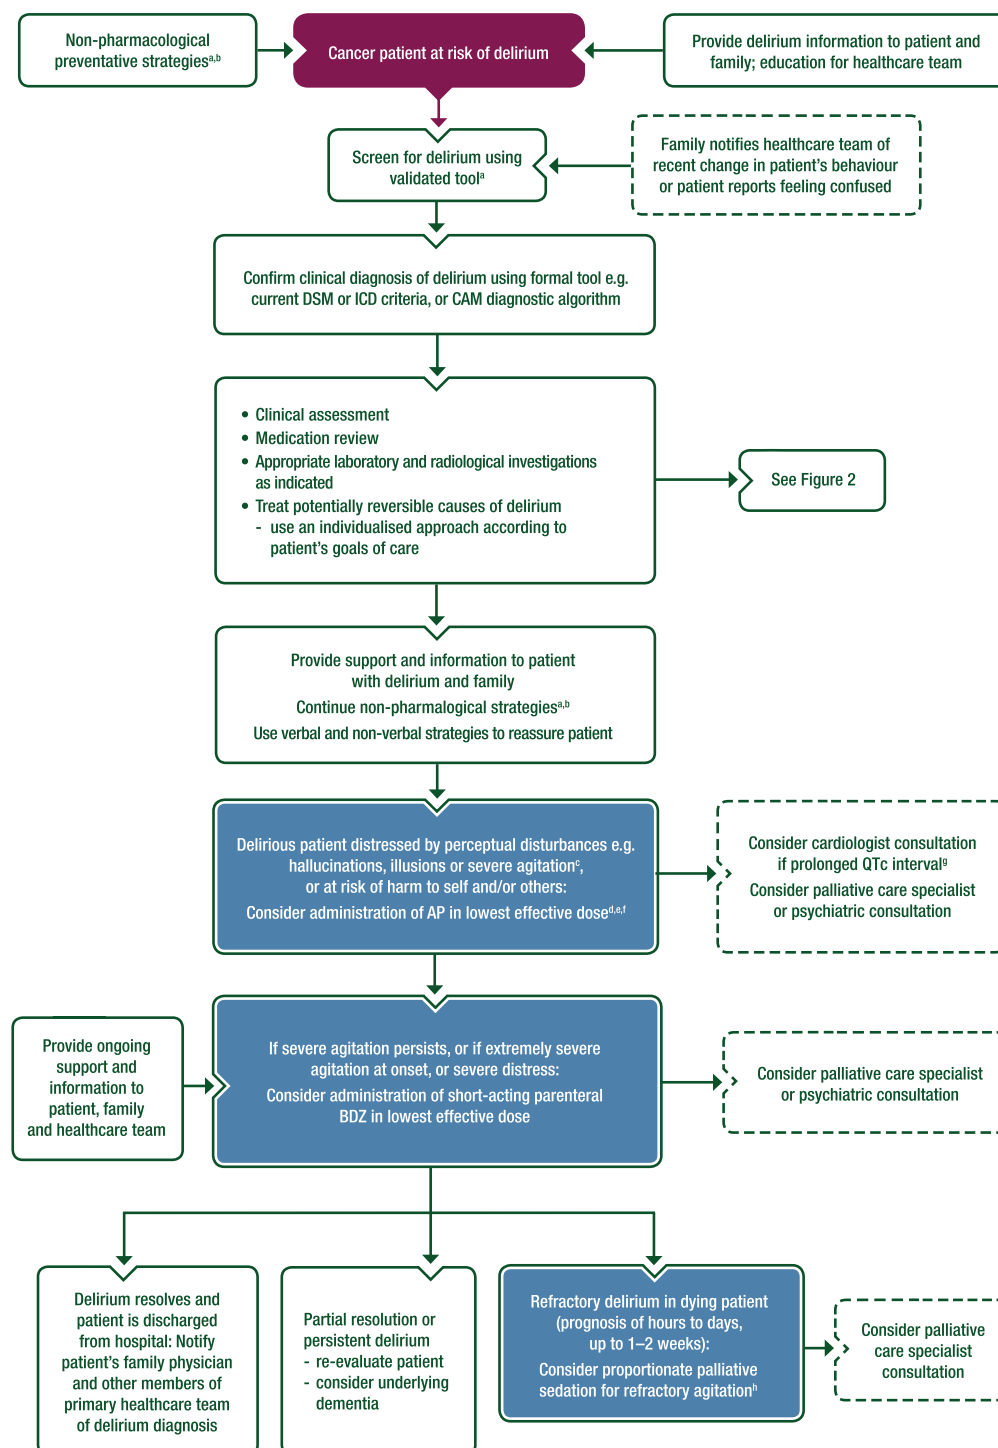 Non-pharmacological
preventative strategiesa,b
Cancer patient at risk of delirium
Provide delirium information to patient and
family; education for healthcare team
Screen for delirium using
validated toola
Family notifies healthcare team of
recent change in patient's behaviour
or patient reports feeling confused
Confirm clinical diagnosis of delirium using formal tool e.g.
current DSM or ICD criteria, or CAM diagnostic algorithm
• Clinical assessment
• Medication review
• Appropriate laboratory and radiological investigations
as indicated
• Treat potentially reversible causes of delirium
- use an individualised approach according to
patient's goals of care
See Figure 2
Provide support and information to patient
with delirium and family
Continue non-pharmalogical strategiesa,b
Use verbal and non-verbal strategies to reassure patient
Delirious patient distressed by perceptual disturbances e.g.
hallucinations, illusions or severe agitationc,
or at risk of harm to self and/or others:
Consider administration of AP in lowest effective dosed,e,f
Consider cardiologist consultation
if prolonged QTc intervalg
Consider palliative care specialist
or psychiatric consultation
Provide ongoing
support and
information to
patient, family
and healthcare team
If severe agitation persists, or if extremely severe
agitation at onset, or severe distress:
Consider administration of short-acting parenteral
BDZ in lowest effective dose
Consider palliative care specialist
or psychiatric consultation
Delirium resolves and
patient is discharged
from hospital: Notify
patient's family physician
and other members of
primary healthcare team
of delirium diagnosis
Partial resolution or
persistent delirium
- re-evaluate patient
- consider underlying
dementia
Refractory delirium in dying patient
(prognosis of hours to days,
up to 1–2 weeks):
Consider proportionate palliative
sedation for refractory agitationh
Consider palliative
care specialist
consultation